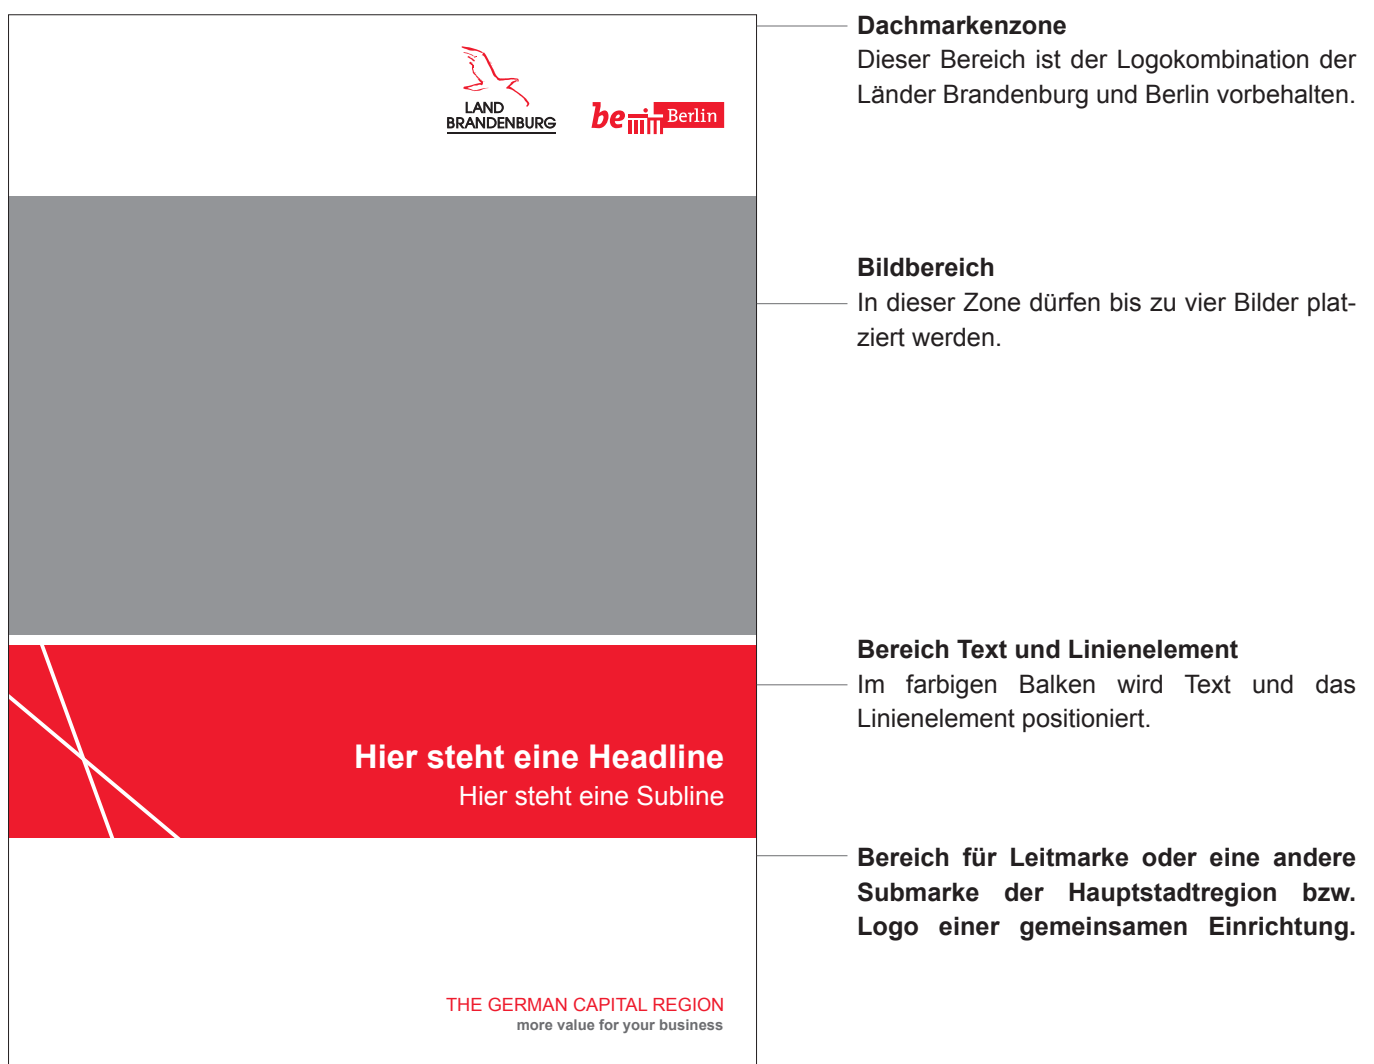 LAND
BRANDENBURG
be Berlin
Hier steht eine Headline
Hier steht eine Subline
THE GERMAN CAPITAL REGION
more value for your business
Dachmarkenzone
Dieser Bereich ist der Logokombination der
Länder Brandenburg und Berlin vorbehalten.
Bildbereich
In dieser Zone dürfen bis zu vier Bilder plat-
ziert werden.
Bereich Text und Linienelement
Im farbigen Balken wird Text und das
Linienelement positioniert.
Bereich für Leitmarke oder eine andere
Submarke der Hauptstadtregion bzw.
Logo einer gemeinsamen Einrichtung.